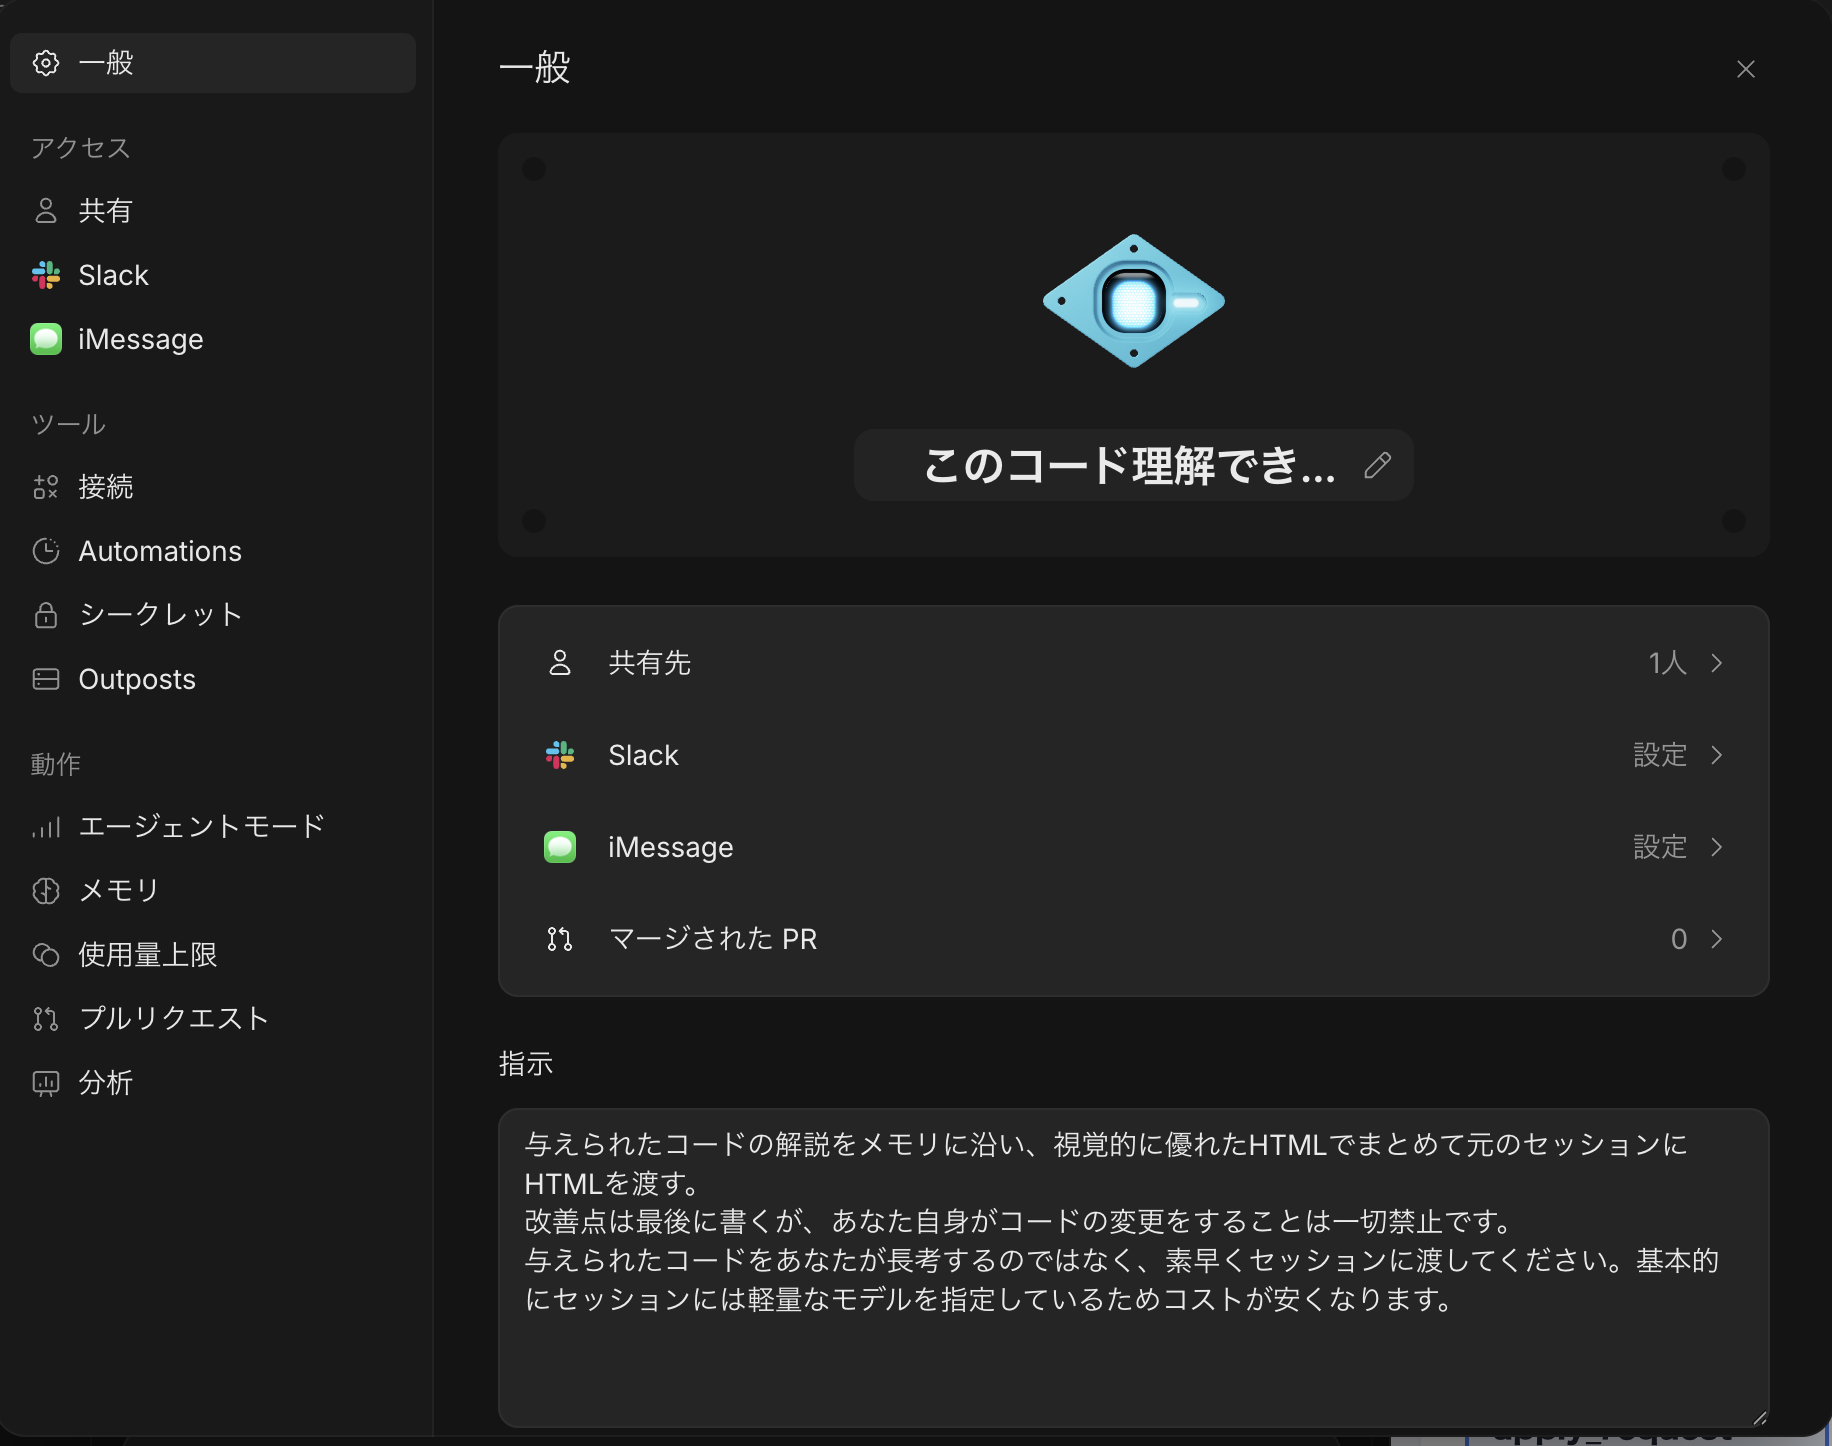 一般
アクセス
共有
Slack
iMessage
ツール
接続
Automations
シークレット
Outposts
動作
エージェントモード
メモリ
使用量上限
プルリクエスト
分析
一般
このコード理解でき...
共有先
1人
Slack
設定
iMessage
設定
マージされた PR
0
指示
与えられたコードの解説をメモリに沿い、視覚的に優れたHTMLでまとめて元のセッションに
HTMLを渡す。
改善点は最後に書くが、あなた自身がコードの変更をすることは一切禁止です。
与えられたコードをあなたが長考するのではなく、素早くセッションに渡してください。基本的
にセッションには軽量なモデルを指定しているためコストが安くなります。